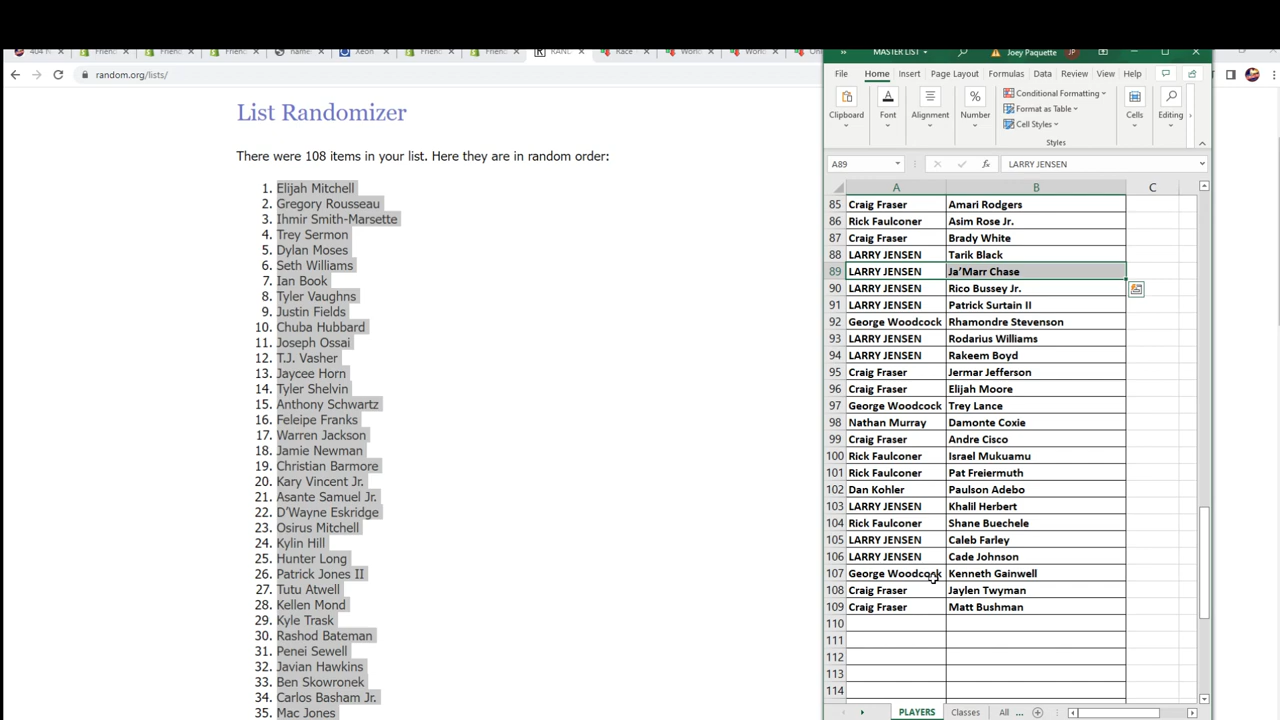 404
Friend
Friend
Friend
name
Xeon
Friend
Friend
Race
World
World
random.org/lists/
List Randomizer
There were 108 items in your list. Here they are in random order:
1. Elijah Mitchell
2. Gregory Rousseau
3. Ihmir Smith-Marsette
4. Trey Sermon
5. Dylan Moses
6. Seth Williams
7. Ian Book
8. Tyler Vaughns
9. Justin Fields
10. Chuba Hubbard
11. Joseph Ossai
12. T.J. Vasher
13. Jaycee Horn
14. Tyler Shelvin
15. Anthony Schwartz
16. Feleipe Franks
17. Warren Jackson
18. Jamie Newman
19. Christian Barmore
20. Kary Vincent Jr.
21. Asante Samuel Jr.
22. D’Wayne Eskridge
23. Osirus Mitchell
24. Kylin Hill
25. Hunter Long
26. Patrick Jones II
27. Tutu Atwell
28. Kellen Mond
29. Kyle Trask
30. Rashod Bateman
31. Penei Sewell
32. Javian Hawkins
33. Ben Skowronek
34. Carlos Basham Jr.
35. Mac Jones
MASTER LIST Joey Paquette JP
File Home Insert Page Layout Formulas Data Review View Help
Clipboard Font Alignment Number Conditional Formatting Format as Table Cell Styles Cells Editing
Styles
A89 fx LARRY JENSEN
A B C
85 Craig Fraser Amari Rodgers
86 Rick Faulconer Asim Rose Jr.
87 Craig Fraser Brady White
88 LARRY JENSEN Tarik Black
89 LARRY JENSEN Ja’Marr Chase
90 LARRY JENSEN Rico Bussey Jr.
91 LARRY JENSEN Patrick Surtain II
92 George Woodcock Rhamondre Stevenson
93 LARRY JENSEN Rodarius Williams
94 LARRY JENSEN Rakeem Boyd
95 Craig Fraser Jermar Jefferson
96 Craig Fraser Elijah Moore
97 George Woodcock Trey Lance
98 Nathan Murray Damonte Coxie
99 Craig Fraser Andre Cisco
100 Rick Faulconer Israel Mukuamu
101 Rick Faulconer Pat Freiermuth
102 Dan Kohler Paulson Adebo
103 LARRY JENSEN Khalil Herbert
104 Rick Faulconer Shane Buechele
105 LARRY JENSEN Caleb Farley
106 LARRY JENSEN Cade Johnson
107 George Woodcock Kenneth Gainwell
108 Craig Fraser Jaylen Twyman
109 Craig Fraser Matt Bushman
110
111
112
113
114
PLAYERS Classes All ...